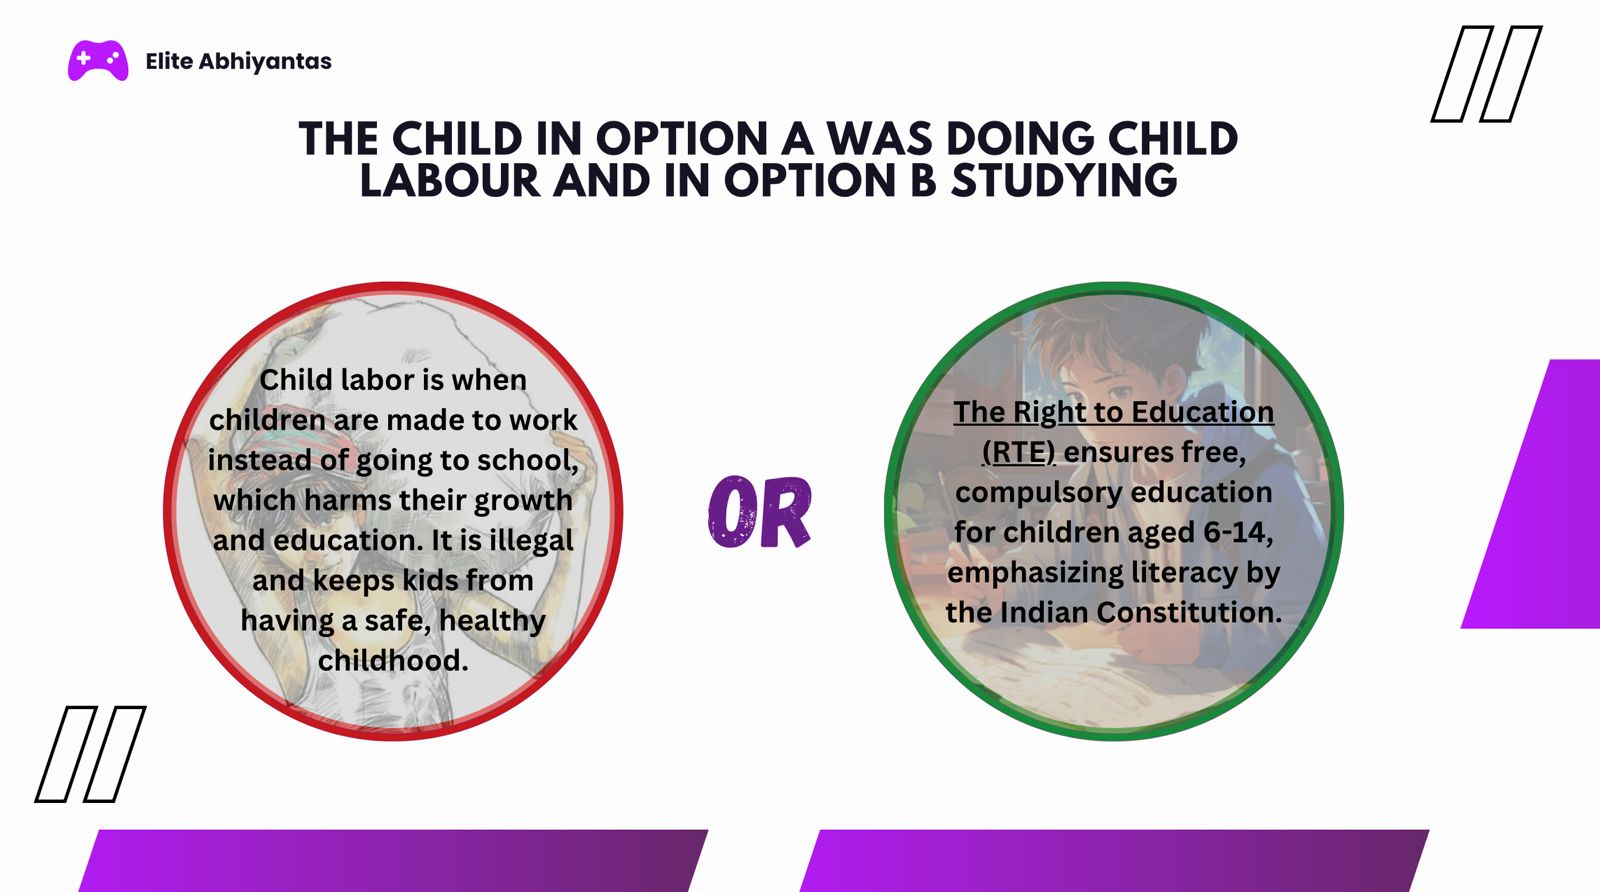 Elite Abhiyantas
THE CHILD IN OPTION A WAS DOING CHILD
LABOUR AND IN OPTION B STUDYING
Child labor is when
children are made to work
instead of going to school,
which harms their growth
and education. It is illegal
and keeps kids from
having a safe, healthy
childhood.
OR
The Right to Education
(RTE) ensures free,
compulsory education
for children aged 6-14,
emphasizing literacy by
the Indian Constitution.